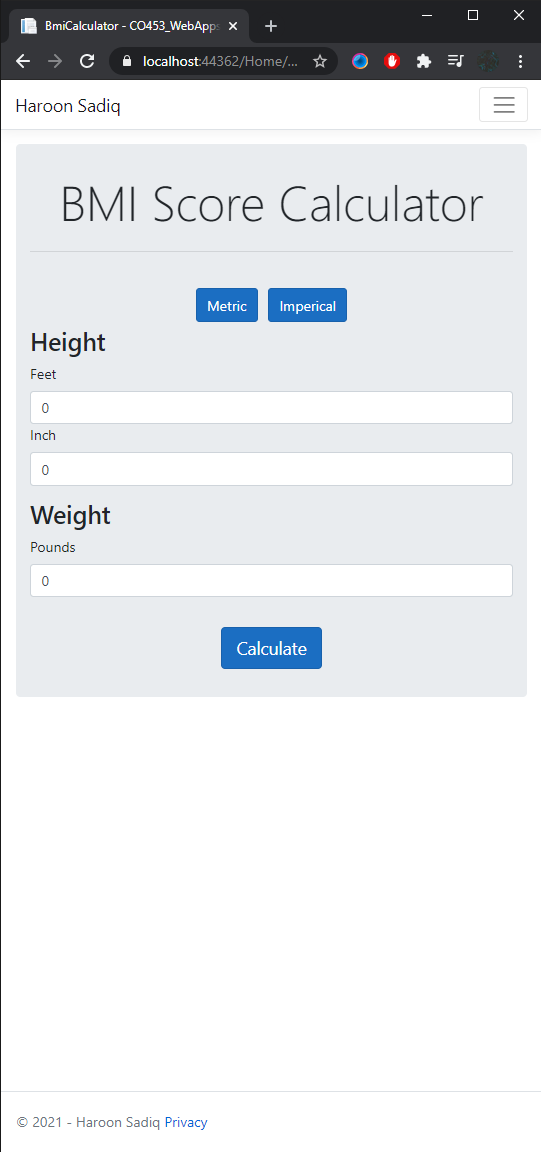 BmiCalculator - CO453_WebApps
localhost:44362/Home/...
Haroon Sadiq
BMI Score Calculator
Metric Imperical
Height
Feet
0
Inch
0
Weight
Pounds
0
Calculate
© 2021 - Haroon Sadiq Privacy